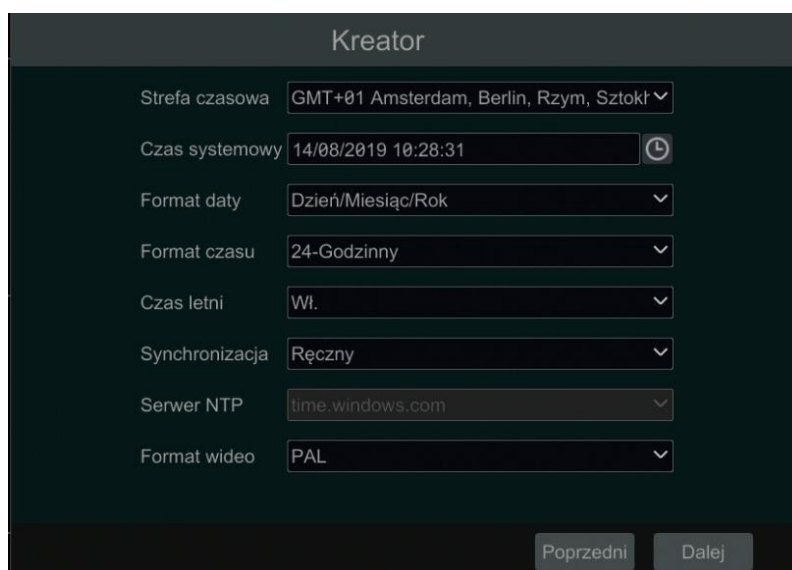 Kreator
Strefa czasowa GMT+01 Amsterdam, Berlin, Rzym, Sztokh
Czas systemowy 14/08/2019 10:28:31
Format daty Dzień/Miesiąc/Rok
Format czasu 24-Godzinny
Czas letni Wł.
Synchronizacja Ręczny
Serwer NTP time.windows.com
Format wideo PAL
Poprzedni Dalej